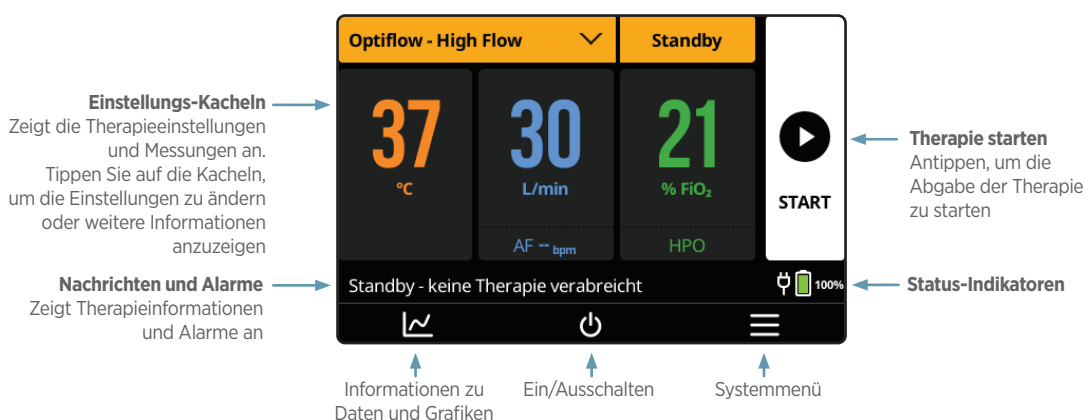 Optiflow - High Flow
Standby
Einstellungs-Kacheln
Zeigt die Therapieeinstellungen
und Messungen an.
Tippen Sie auf die Kacheln,
um die Einstellungen zu ändern
oder weitere Informationen
anzuzeigen
37
°C
30
L/min
AF -- bpm
21
% FiO₂
HPO
START
Therapie starten
Antippen, um die
Abgabe der Therapie
zu starten
Nachrichten und Alarme
Zeigt Therapieinformationen
und Alarme an
Standby - keine Therapie verabreicht
100%
Status-Indikatoren
Informationen zu
Daten und Grafiken
Ein/Ausschalten
Systemmenü